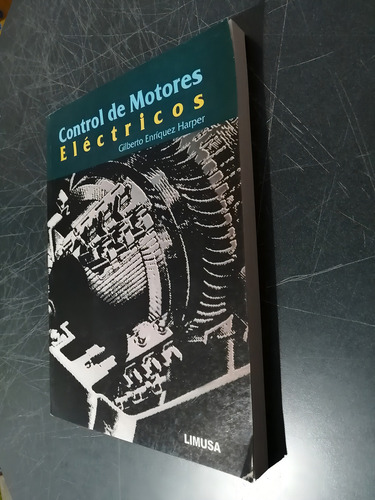 Control de Motores
Eléctricos
Gilberto Enríquez Harper
LIMUSA